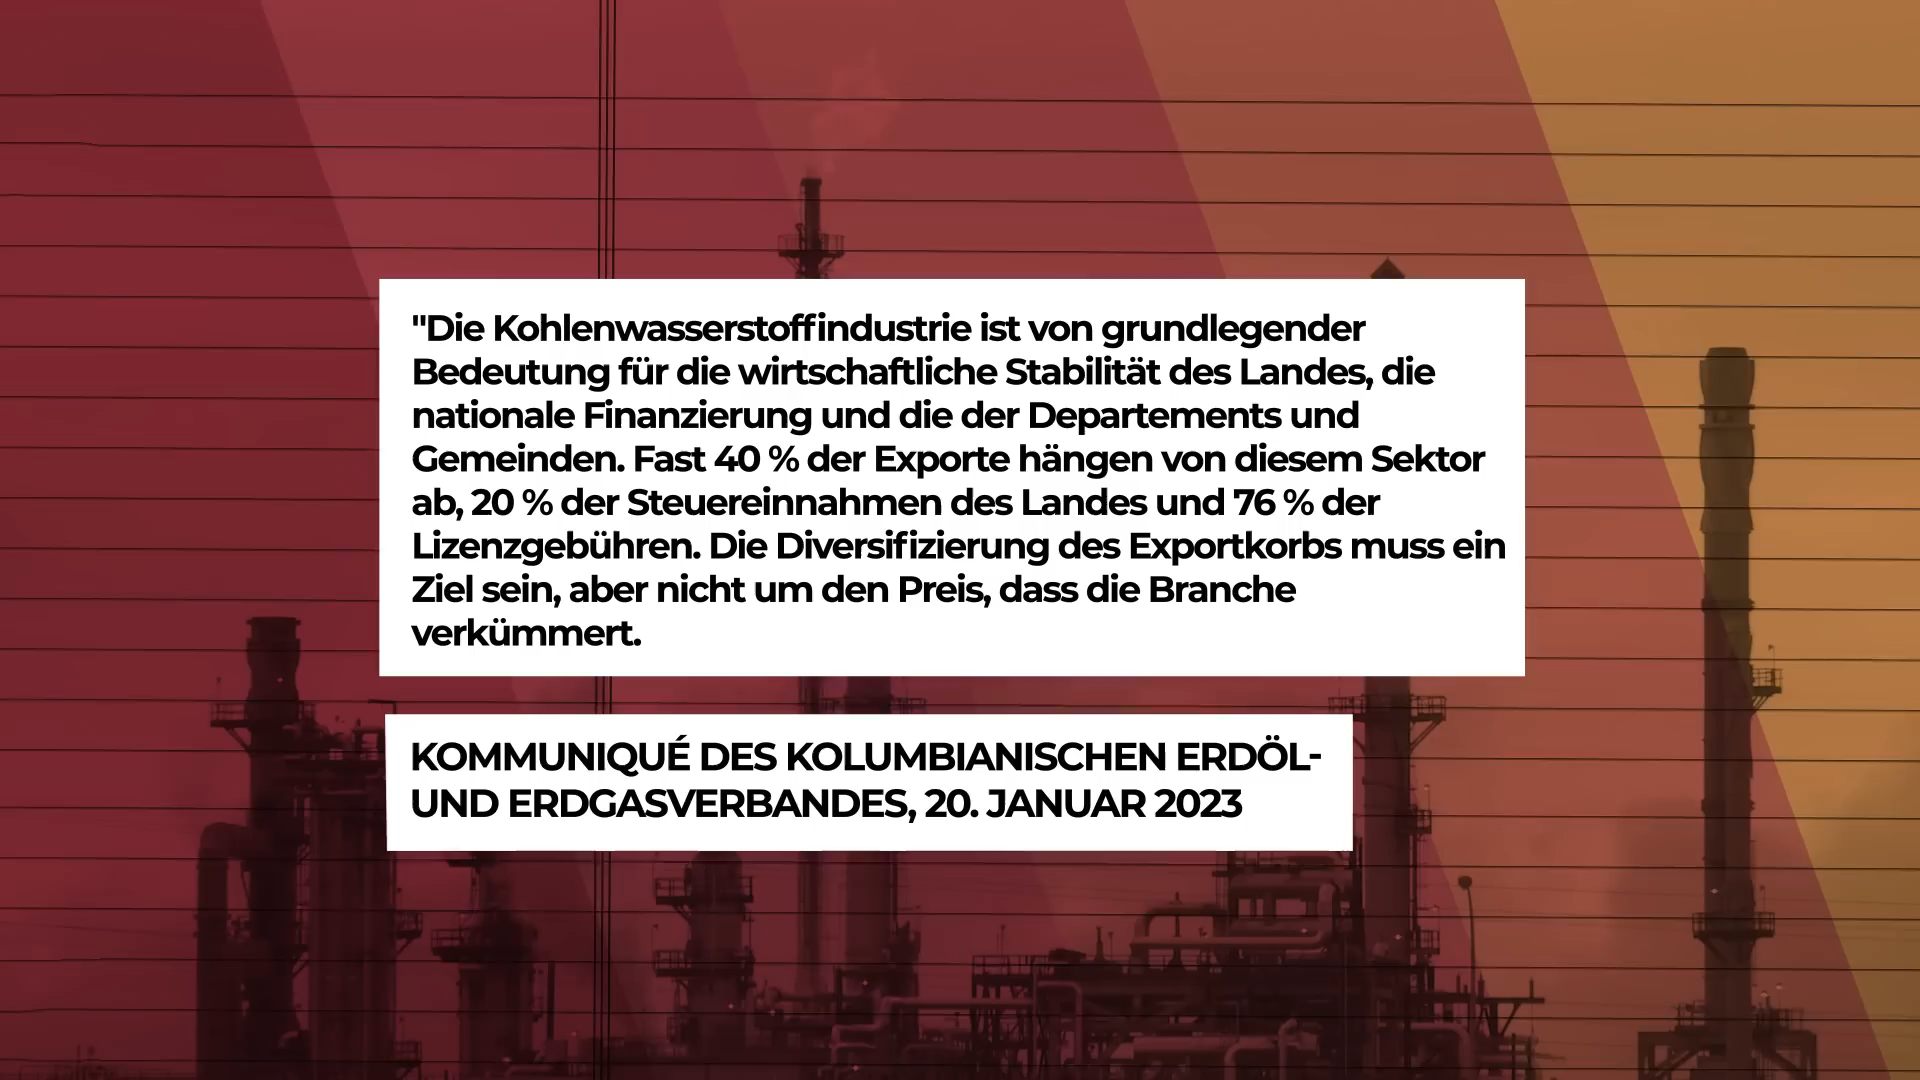 "Die Kohlenwasserstoffindustrie ist von grundlegender
Bedeutung für die wirtschaftliche Stabilität des Landes, die
nationale Finanzierung und die der Departements und
Gemeinden. Fast 40 % der Exporte hängen von diesem Sektor
ab, 20 % der Steuereinnahmen des Landes und 76 % der
Lizenzgebühren. Die Diversifizierung des Exportkorbs muss ein
Ziel sein, aber nicht um den Preis, dass die Branche
verkümmert.
KOMMUNIQUÉ DES KOLUMBIANISCHEN ERDÖL-
UND ERDGASVERBANDES, 20. JANUAR 2023